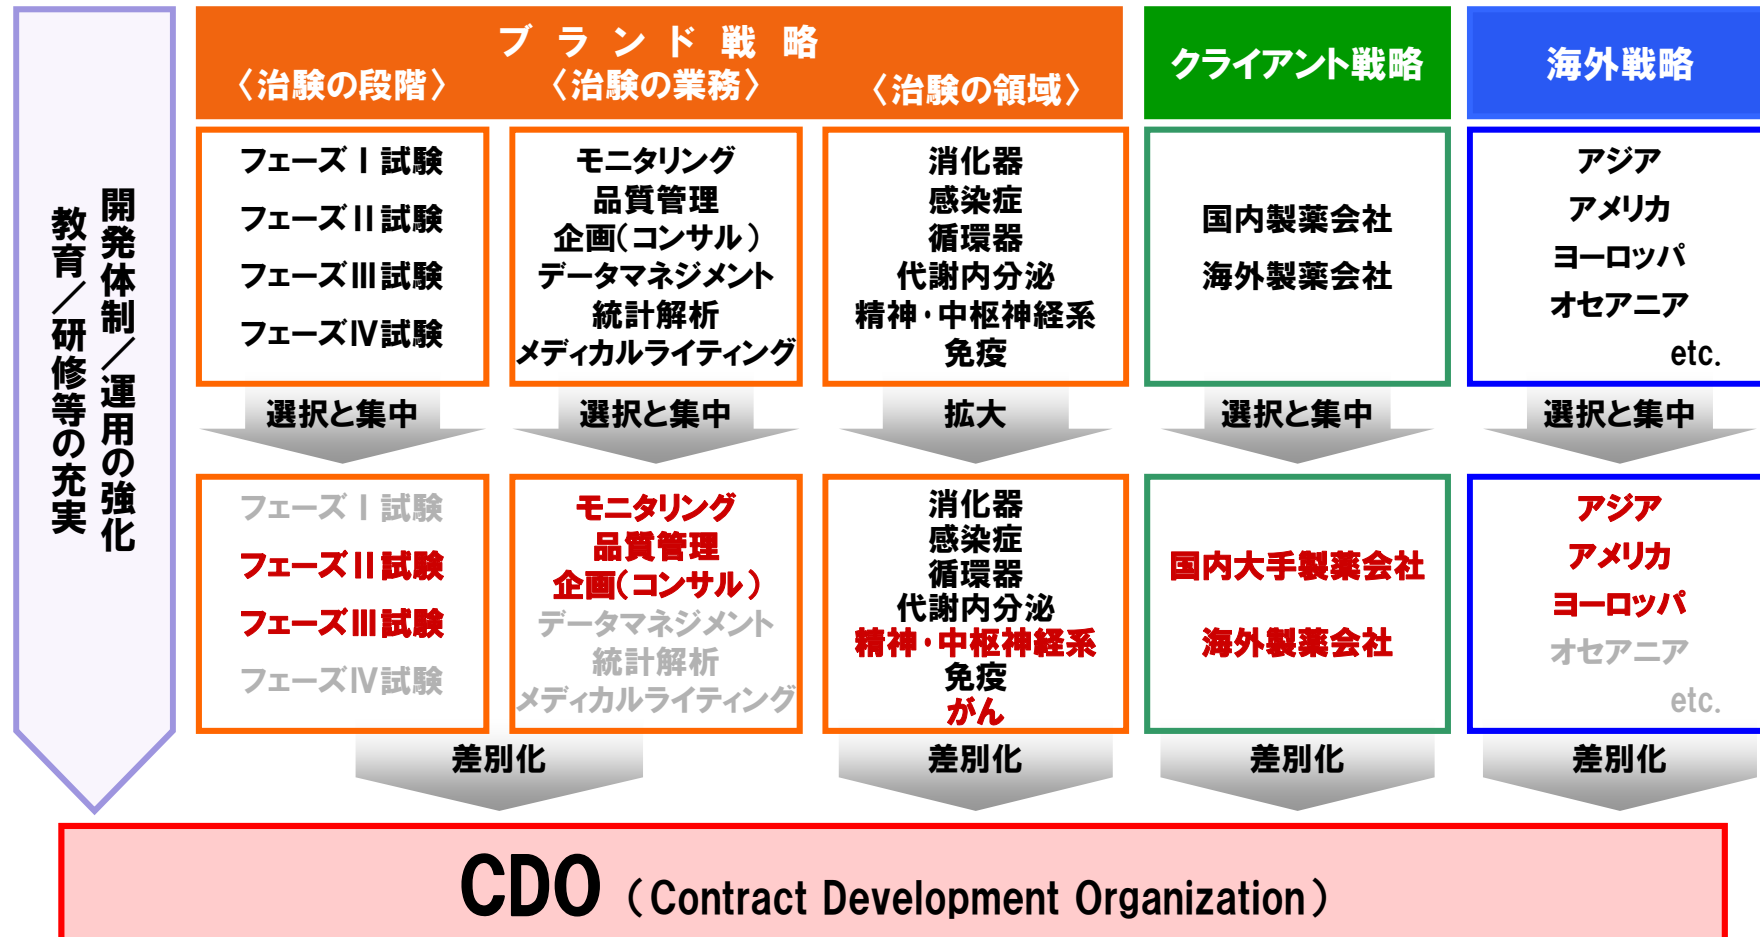 開発体制／運用の強化
教育／研修等の充実
ブランド戦略
〈治験の段階〉
〈治験の業務〉
〈治験の領域〉
クライアント戦略
海外戦略
フェーズⅠ試験
フェーズⅡ試験
フェーズⅢ試験
フェーズⅣ試験
モニタリング
品質管理
企画(コンサル)
データマネジメント
統計解析
メディカルライティング
消化器
感染症
循環器
代謝内分泌
精神・中枢神経系
免疫
国内製薬会社
海外製薬会社
アジア
アメリカ
ヨーロッパ
オセアニア
etc.
選択と集中
選択と集中
拡大
選択と集中
選択と集中
フェーズⅠ試験
フェーズⅡ試験
フェーズⅢ試験
フェーズⅣ試験
モニタリング
品質管理
企画(コンサル)
データマネジメント
統計解析
メディカルライティング
消化器
感染症
循環器
代謝内分泌
精神・中枢神経系
免疫
がん
国内大手製薬会社
海外製薬会社
アジア
アメリカ
ヨーロッパ
オセアニア
etc.
差別化
差別化
差別化
差別化
CDO（Contract Development Organization）